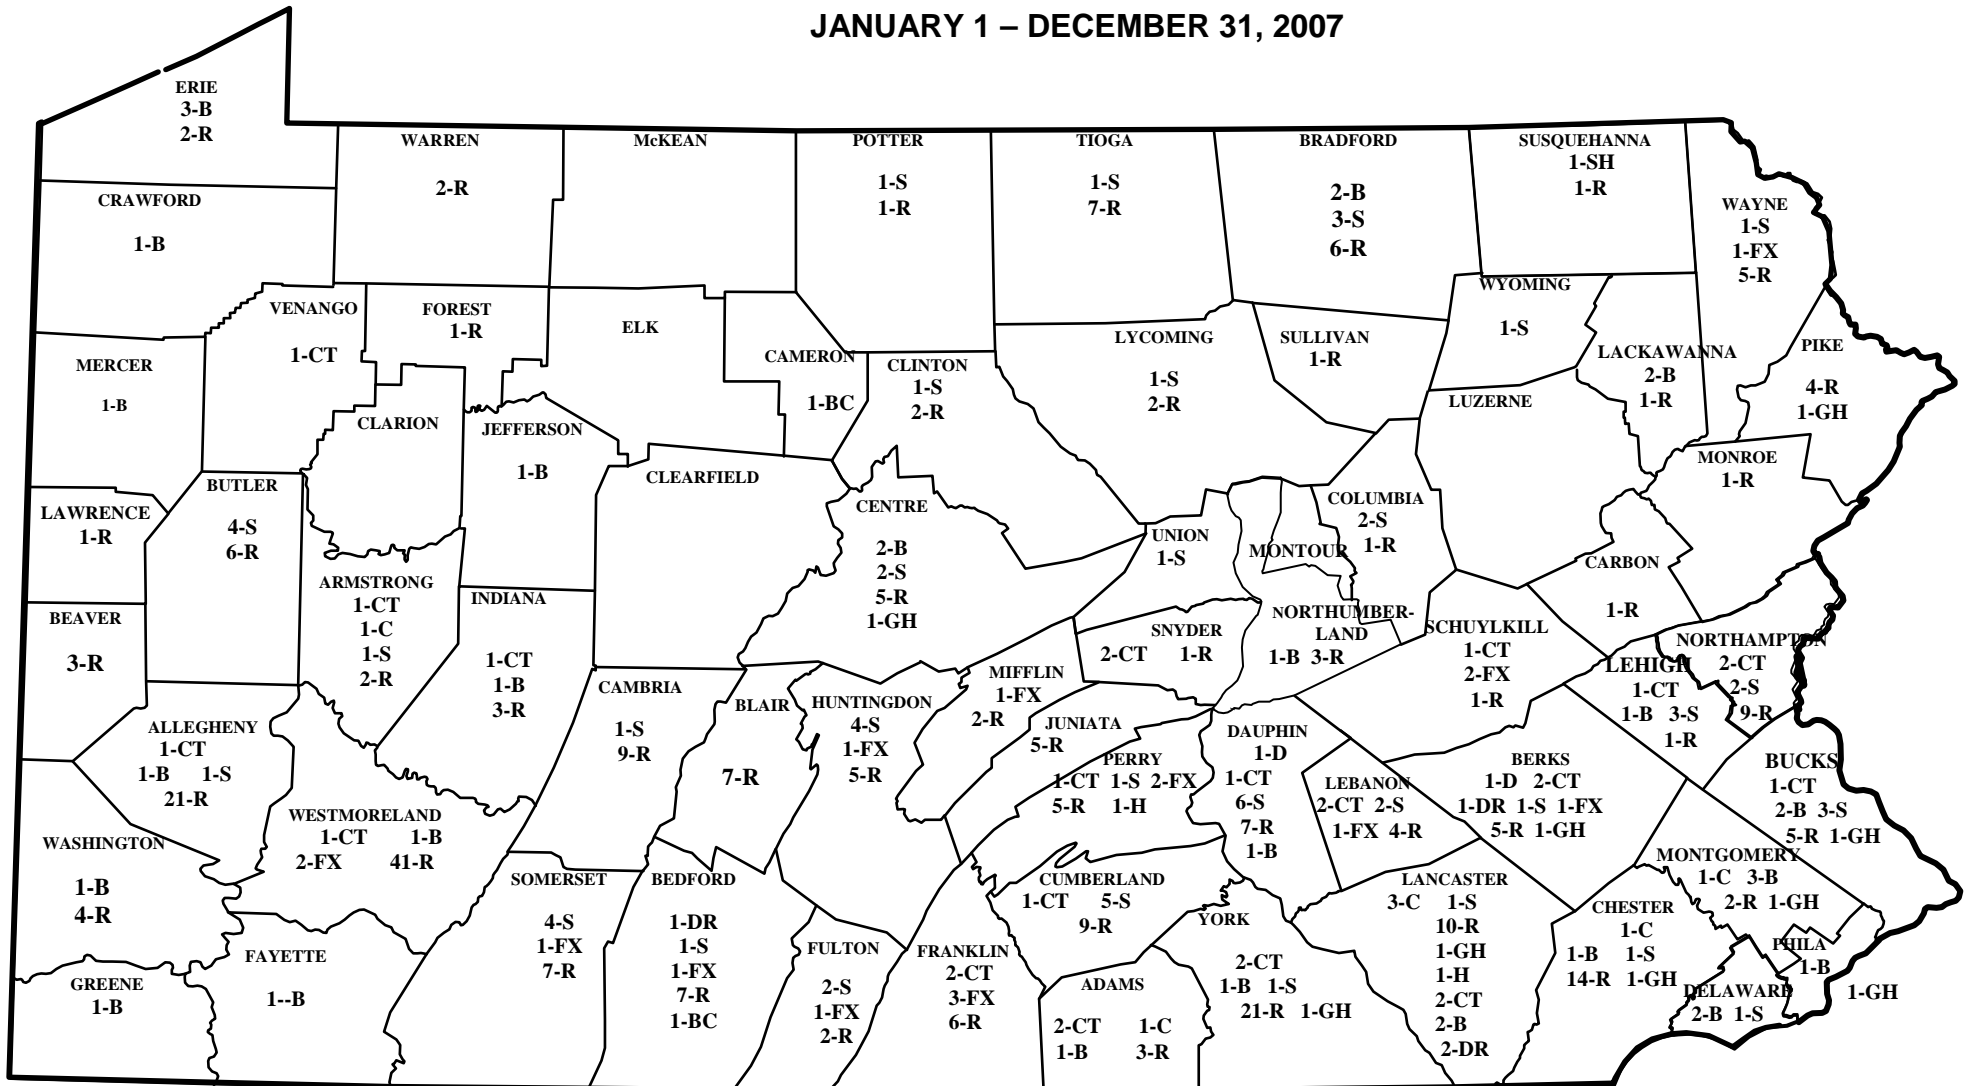 JANUARY 1 – DECEMBER 31, 2007
ERIE
3-B
2-R
WARREN
2-R
McKEAN
POTTER
1-S
1-R
TIOGA
1-S
7-R
BRADFORD
2-B
3-S
6-R
SUSQUEHANNA
1-SH
1-R
WAYNE
1-S
1-FX
5-R
CRAWFORD
1-B
VENANGO
1-CT
FOREST
1-R
ELK
CAMERON
1-BC
CLINTON
1-S
2-R
LYCOMING
1-S
2-R
SULLIVAN
1-R
WYOMING
1-S
LACKAWANNA
2-B
1-R
PIKE
4-R
1-GH
MERCER
1-B
CLARION
JEFFERSON
1-B
CLEARFIELD
CENTRE
2-B
2-S
5-R
1-GH
LUZERNE
MONROE
1-R
LAWRENCE
1-R
BUTLER
4-S
6-R
ARMSTRONG
1-CT
1-C
1-S
2-R
INDIANA
1-CT
1-B
3-R
UNION
1-S
MONTOUR
COLUMBIA
2-S
1-R
CARBON
1-R
BEAVER
3-R
SNYDER
2-CT 1-R
NORTHUMBER-
LAND
1-B 3-R
SCHUYLKILL
1-CT
2-FX
1-R
LEHIGH
1-CT
1-B 3-S
1-R
NORTHAMPTON
2-CT
2-S
9-R
ALLEGHENY
1-CT
1-B 1-S
21-R
CAMBRIA
1-S
9-R
BLAIR
7-R
HUNTINGDON
4-S
1-FX
5-R
MIFFLIN
1-FX
2-R
JUNIATA
5-R
PERRY
1-CT 1-S 2-FX
5-R 1-H
DAUPHIN
1-D
1-CT
6-S
7-R
1-B
LEBANON
2-CT 2-S
1-FX 4-R
BERKS
1-D 2-CT
1-DR 1-S 1-FX
5-R 1-GH
BUCKS
1-CT
2-B 3-S
5-R 1-GH
WASHINGTON
1-B
4-R
WESTMORELAND
1-CT 1-B
2-FX 41-R
SOMERSET
4-S
1-FX
7-R
BEDFORD
1-DR
1-S
1-FX
7-R
1-BC
FULTON
2-S
1-FX
2-R
FRANKLIN
2-CT
3-FX
6-R
CUMBERLAND
1-CT 5-S
9-R
ADAMS
2-CT 1-C
1-B 3-R
YORK
2-CT
1-B 1-S
21-R 1-GH
LANCASTER
3-C 1-S
10-R
1-GH
1-H
2-CT
2-B
2-DR
CHESTER
1-C
1-B 1-S
14-R 1-GH
MONTGOMERY
1-C 3-B
2-R 1-GH
PHILA
1-B
1-GH
DELAWARE
2-B 1-S
GREENE
1-B
FAYETTE
1--B